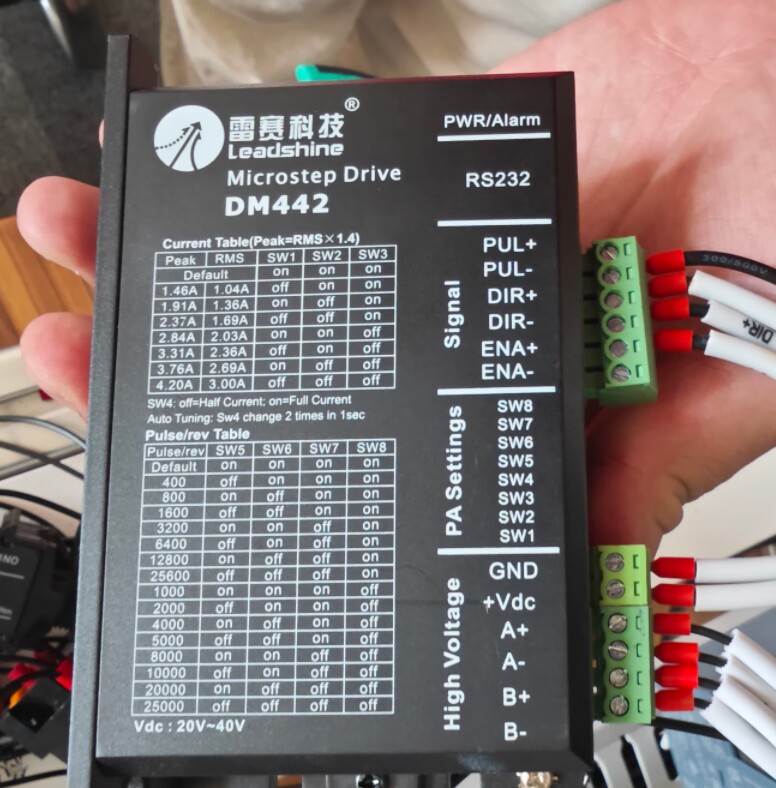 雷赛科技®
Leadshine
Microstep Drive
DM442
Current Table(Peak=RMS×1.4)
Peak RMS SW1 SW2 SW3
Default on on on
1.46A 1.04A off on on
1.91A 1.36A on off on
2.37A 1.69A off off on
2.84A 2.03A on on off
3.31A 2.36A off on off
3.76A 2.69A on off off
4.20A 3.00A off off off
SW4: off=Half Current; on=Full Current
Auto Tuning: Sw4 change 2 times in 1sec
Pulse/rev Table
Pulse/rev SW5 SW6 SW7 SW8
Default on on on on
400 off on on on
800 on off on on
1600 off off on on
3200 on on off on
6400 off on off on
12800 on off off on
25600 off off off on
1000 on on on off
2000 off on on off
4000 on off on off
5000 off off on off
8000 on on off off
10000 off on off off
20000 on off off off
25000 off off off off
Vdc : 20V~40V
PWR/Alarm
RS232
Signal
PUL+
PUL-
DIR+
DIR-
ENA+
ENA-
PA Settings
SW8
SW7
SW6
SW5
SW4
SW3
SW2
SW1
High Voltage
GND
+Vdc
A+
A-
B+
B-
300/500V
DIR+